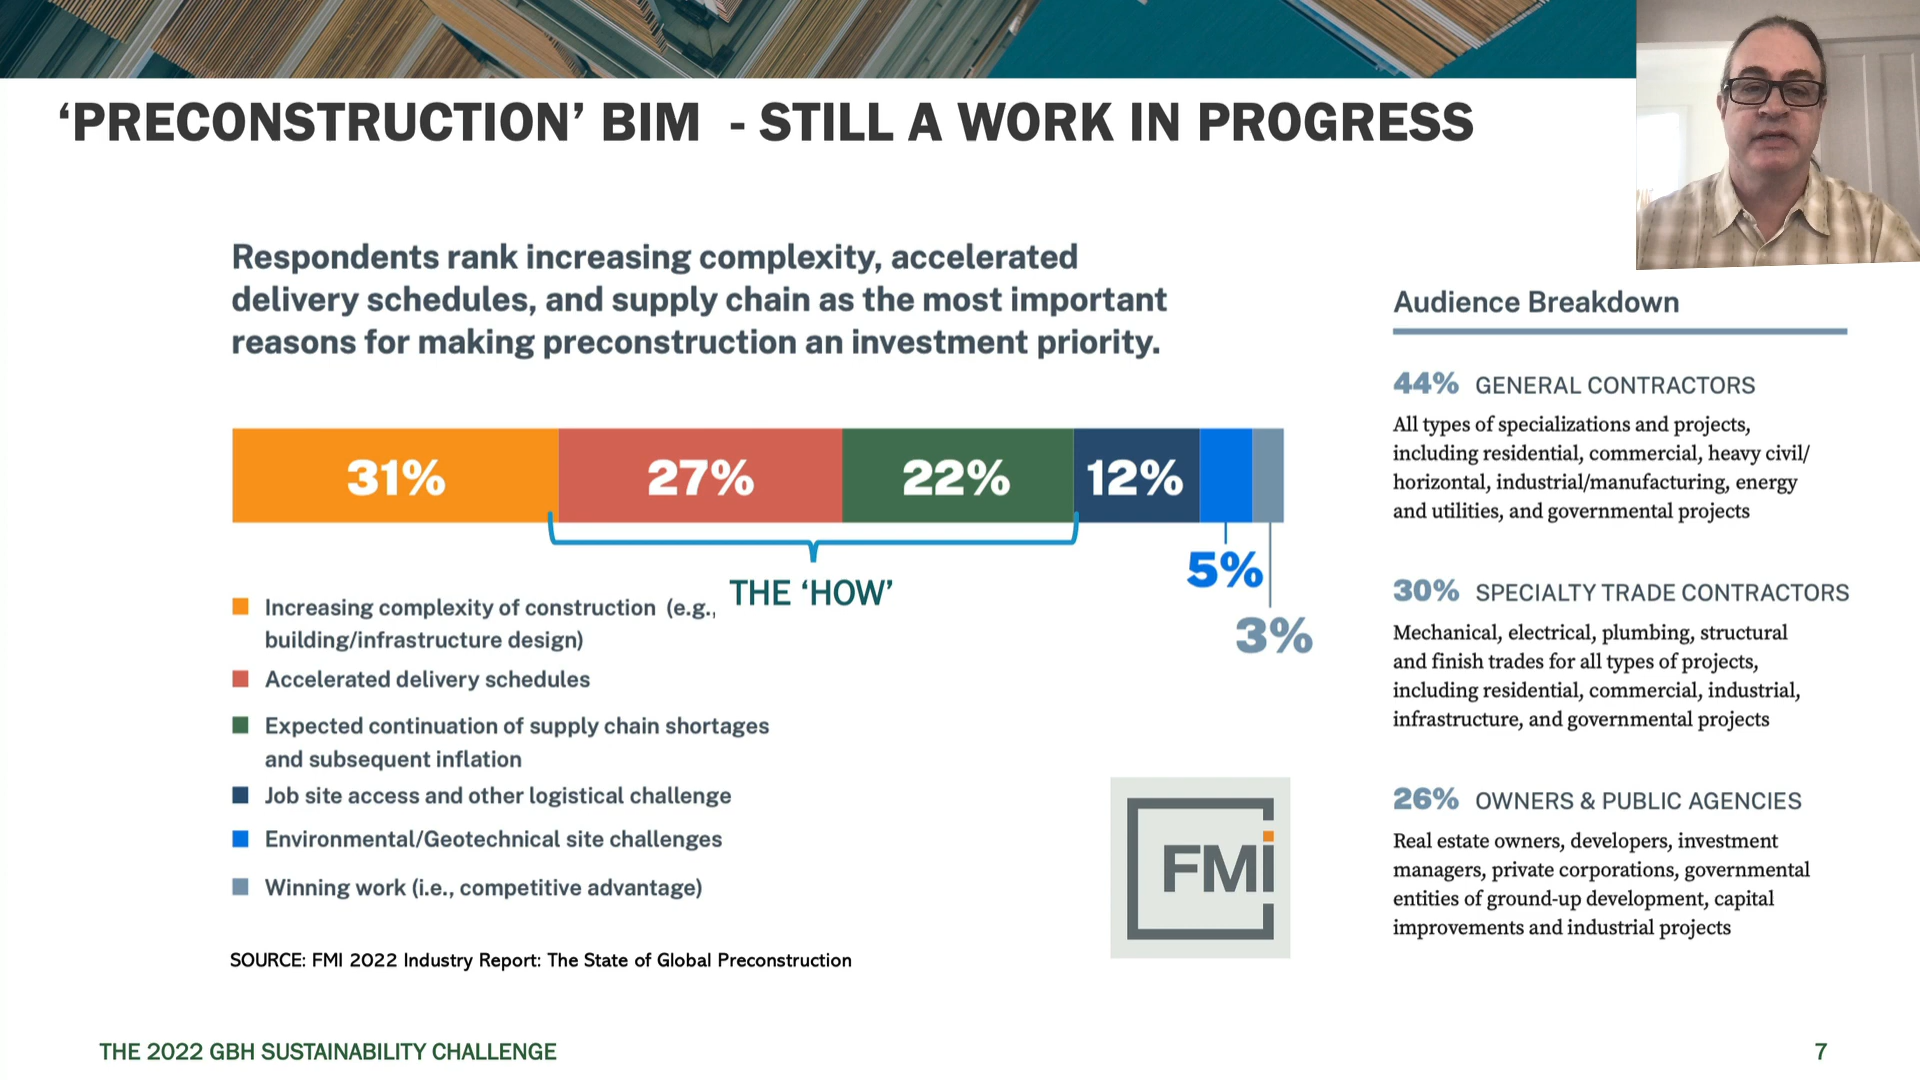 ‘PRECONSTRUCTION’ BIM - STILL A WORK IN PROGRESS
Respondents rank increasing complexity, accelerated
delivery schedules, and supply chain as the most important
reasons for making preconstruction an investment priority.
31%
27%
22%
12%
5%
3%
THE ‘HOW’
Increasing complexity of construction (e.g.,
building/infrastructure design)
Accelerated delivery schedules
Expected continuation of supply chain shortages
and subsequent inflation
Job site access and other logistical challenge
Environmental/Geotechnical site challenges
Winning work (i.e., competitive advantage)
FMi
SOURCE: FMI 2022 Industry Report: The State of Global Preconstruction
Audience Breakdown
44% GENERAL CONTRACTORS
All types of specializations and projects,
including residential, commercial, heavy civil/
horizontal, industrial/manufacturing, energy
and utilities, and governmental projects
30% SPECIALTY TRADE CONTRACTORS
Mechanical, electrical, plumbing, structural
and finish trades for all types of projects,
including residential, commercial, industrial,
infrastructure, and governmental projects
26% OWNERS & PUBLIC AGENCIES
Real estate owners, developers, investment
managers, private corporations, governmental
entities of ground-up development, capital
improvements and industrial projects
THE 2022 GBH SUSTAINABILITY CHALLENGE
7